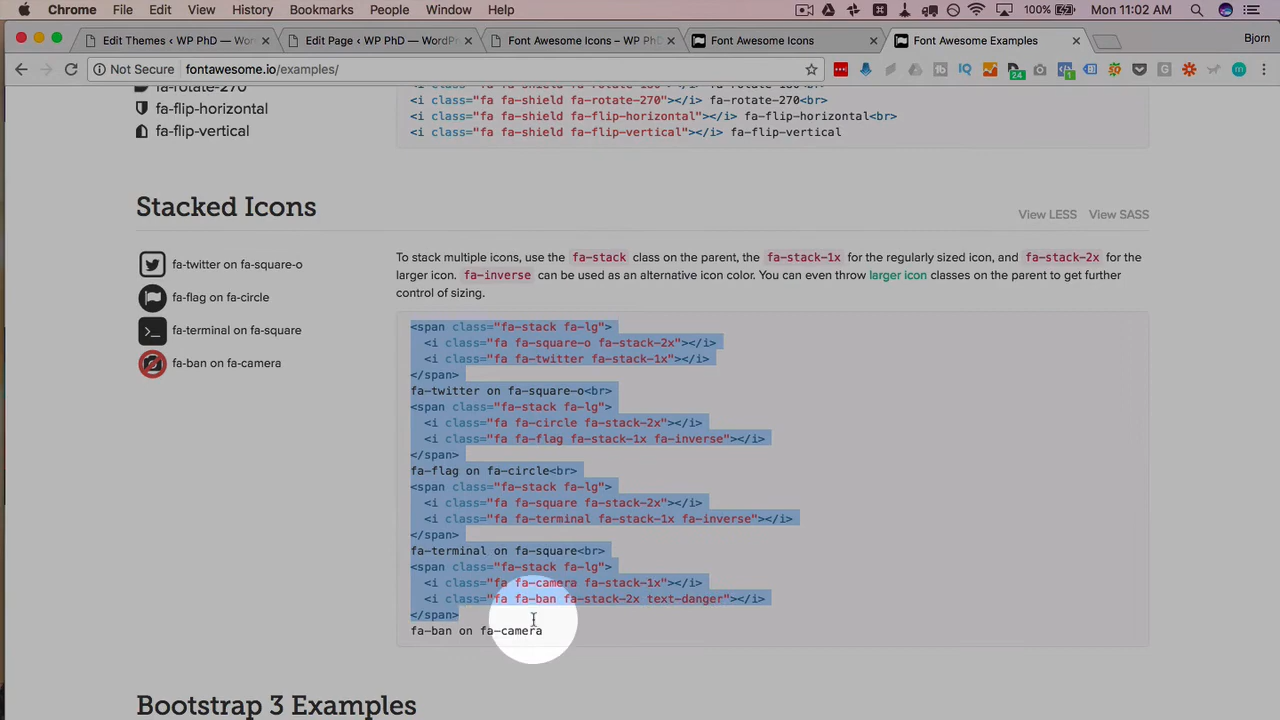 Chrome File Edit View History Bookmarks People Window Help 100% Mon 11:02 AM
Edit Themes ‹ WP PhD — Wor
Edit Page ‹ WP PhD — WordPr
Font Awesome Icons – WP PhD
Font Awesome Icons
Font Awesome Examples
Bjorn
Not Secure fontawesome.io/examples/
24
fa-rotate-270
fa-flip-horizontal
fa-flip-vertical
<i class="fa fa-shield fa-rotate-180"></i> fa-rotate-180<br>
<i class="fa fa-shield fa-rotate-270"></i> fa-rotate-270<br>
<i class="fa fa-shield fa-flip-horizontal"></i> fa-flip-horizontal<br>
<i class="fa fa-shield fa-flip-vertical"></i> fa-flip-vertical
Stacked Icons
View LESS View SASS
fa-twitter on fa-square-o
fa-flag on fa-circle
fa-terminal on fa-square
fa-ban on fa-camera
To stack multiple icons, use the fa-stack class on the parent, the fa-stack-1x for the regularly sized icon, and fa-stack-2x for the
larger icon. fa-inverse can be used as an alternative icon color. You can even throw larger icon classes on the parent to get further
control of sizing.
<span class="fa-stack fa-lg">
<i class="fa fa-square-o fa-stack-2x"></i>
<i class="fa fa-twitter fa-stack-1x"></i>
</span>
fa-twitter on fa-square-o<br>
<span class="fa-stack fa-lg">
<i class="fa fa-circle fa-stack-2x"></i>
<i class="fa fa-flag fa-stack-1x fa-inverse"></i>
</span>
fa-flag on fa-circle<br>
<span class="fa-stack fa-lg">
<i class="fa fa-square fa-stack-2x"></i>
<i class="fa fa-terminal fa-stack-1x fa-inverse"></i>
</span>
fa-terminal on fa-square<br>
<span class="fa-stack fa-lg">
<i class="fa fa-camera fa-stack-1x"></i>
<i class="fa fa-ban fa-stack-2x text-danger"></i>
</span>
fa-ban on fa-camera
Bootstrap 3 Examples